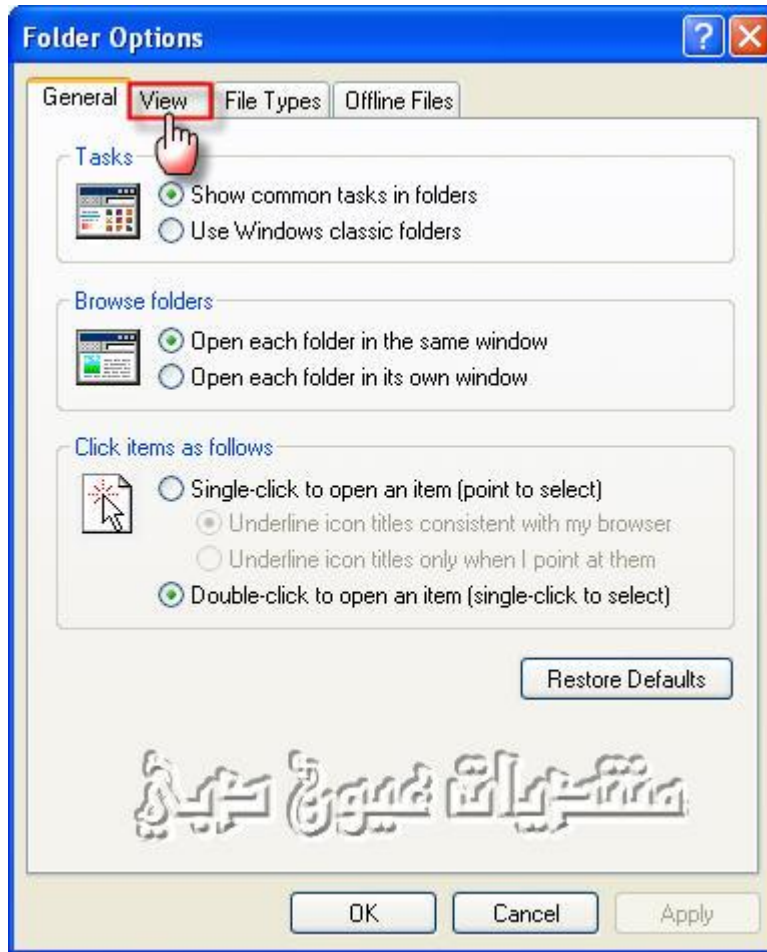 Folder Options
General View File Types Offline Files
Tasks
Show common tasks in folders
Use Windows classic folders
Browse folders
Open each folder in the same window
Open each folder in its own window
Click items as follows
Single-click to open an item (point to select)
Underline icon titles consistent with my browser
Underline icon titles only when I point at them
Double-click to open an item (single-click to select)
Restore Defaults
منتديات عيون
OK Cancel Apply